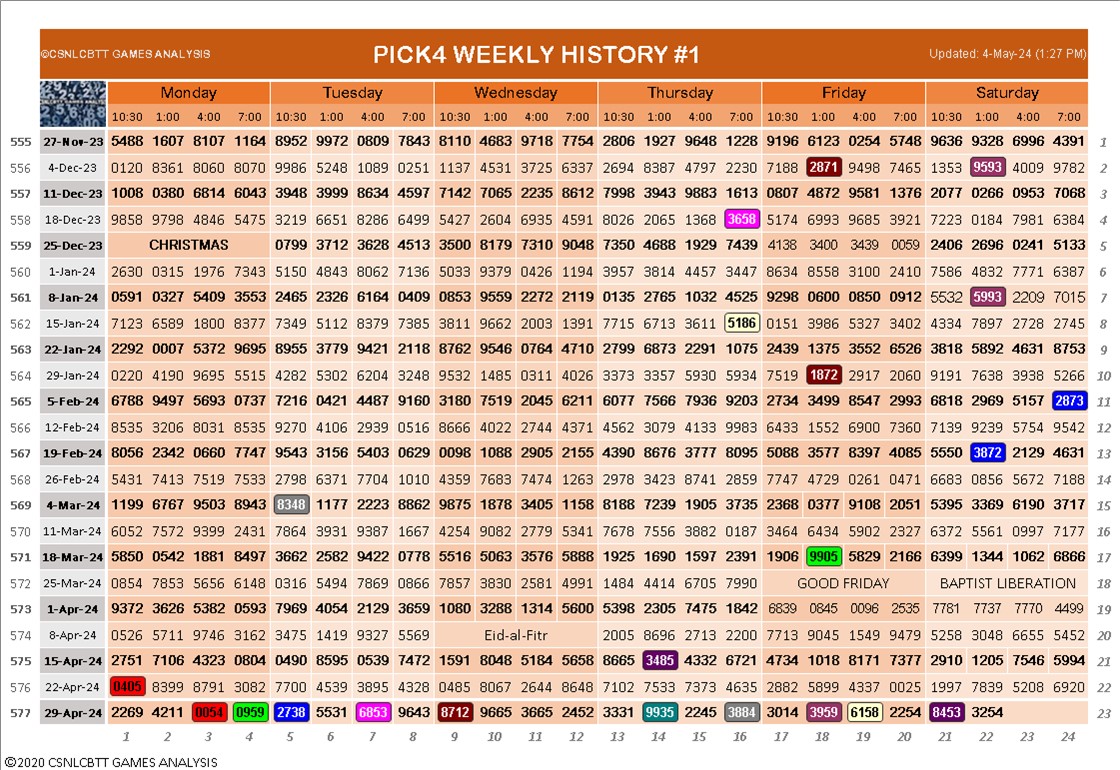 ©CSNLCBTT GAMES ANALYSIS PICK4 WEEKLY HISTORY #1 Updated: 4-May-24 (1:27 PM)
Monday Tuesday Wednesday Thursday Friday Saturday
10:30 1:00 4:00 7:00 10:30 1:00 4:00 7:00 10:30 1:00 4:00 7:00 10:30 1:00 4:00 7:00 10:30 1:00 4:00 7:00 10:30 1:00 4:00 7:00
555 27-Nov-23 5488 1607 8107 1164 8952 9972 0809 7843 8110 4683 9718 7754 2806 1927 9648 1228 9196 6123 0254 5748 9636 9328 6996 4391 1
556 4-Dec-23 0120 8361 8060 8070 9986 5248 1089 0251 1137 4531 3725 6337 2694 8387 4797 2230 7188 2871 9498 7465 1353 9593 4009 9782 2
557 11-Dec-23 1008 0380 6814 6043 3948 3999 8634 4597 7142 7065 2235 8612 7998 3943 9883 1613 0807 4872 9581 1376 2077 0266 0953 7068 3
558 18-Dec-23 9858 9798 4846 5475 3219 6651 8286 6499 5427 2604 6935 4591 8026 2065 1368 3658 5174 6993 9685 3921 7223 0184 7981 6384 4
559 25-Dec-23 CHRISTMAS 0799 3712 3628 4513 3500 8179 7310 9048 7350 4688 1929 7439 4138 3400 3439 0059 2406 2696 0241 5133 5
560 1-Jan-24 2630 0315 1976 7343 5150 4843 8062 7136 5033 9379 0426 1194 3957 3814 4457 3447 8634 8558 3100 2410 7586 4832 7771 6387 6
561 8-Jan-24 0591 0327 5409 3553 2465 2326 6164 0409 0853 9559 2272 2119 0135 2765 1032 4525 9298 0600 0850 0912 5532 5993 2209 7015 7
562 15-Jan-24 7123 6589 1800 8377 7349 5112 8379 7385 3811 9662 2003 1391 7715 6713 3611 5186 0151 3986 5327 3402 4334 7897 2728 2745 8
563 22-Jan-24 2292 0007 5372 9695 8955 3779 9421 2118 8762 9546 0764 4710 2799 6873 2291 1075 2439 1375 3552 6526 3818 5892 4631 8753 9
564 29-Jan-24 0220 4190 9695 5515 4282 5302 6204 3248 9532 1485 0311 4026 3373 3357 5930 5934 7519 1872 2917 2060 9191 7638 3938 5266 10
565 5-Feb-24 6788 9497 5693 0737 7216 0421 4487 9160 3180 7519 2045 6211 6077 7566 7936 9203 2734 3499 8547 2993 6818 2969 5157 2873 11
566 12-Feb-24 8535 3206 8031 8535 9270 4106 2939 0516 8666 4022 2744 4371 4562 3079 4133 9983 6433 1552 6900 7360 7139 9239 5754 9542 12
567 19-Feb-24 8056 2342 0660 7747 9543 3156 5403 0629 0098 1088 2905 2155 4390 8676 3777 8095 5088 3577 8397 4085 5550 3872 2129 4631 13
568 26-Feb-24 5431 7413 7519 7533 2798 6371 7704 1010 4359 7683 7474 1263 2978 3423 8741 2859 7747 4729 0261 0471 6683 0856 5672 7188 14
569 4-Mar-24 1199 6767 9503 8943 8348 1177 2223 8862 9875 1878 3405 1158 8188 7239 1905 3735 2368 0377 9108 2051 5395 3369 6190 3717 15
570 11-Mar-24 6052 7572 9399 2431 7864 3931 9387 1667 4254 9082 2779 5341 7678 7556 3882 0187 3464 6434 5902 2327 6372 5561 0997 7177 16
571 18-Mar-24 5850 0542 1881 8497 3662 2582 9422 0778 5516 5063 3576 5888 1925 1690 1597 2391 1906 9905 5829 2166 6399 1344 1062 6866 17
572 25-Mar-24 0854 7853 5656 6148 0316 5494 7869 0866 7857 3830 2581 4991 1484 4414 6705 7990 GOOD FRIDAY BAPTIST LIBERATION 18
573 1-Apr-24 9372 3626 5382 0593 7969 4054 2129 3659 1080 3288 1314 5600 5398 2305 7475 1842 6839 0845 0096 2535 7781 7737 7770 4499 19
574 8-Apr-24 0526 5711 9746 3162 3475 1419 9327 5569 Eid-al-Fitr 2005 8696 2713 2200 7713 9045 1549 9479 5258 3048 6655 5452 20
575 15-Apr-24 2751 7106 4323 0804 0490 8595 0539 7472 1591 8048 5184 5658 8665 3485 4332 6721 4734 1018 8171 7377 2910 1205 7546 5994 21
576 22-Apr-24 0405 8399 8791 3082 7700 4539 3895 4328 0485 8067 2644 8648 7102 7533 7373 4635 2882 5899 4337 0025 1997 7839 5208 6920 22
577 29-Apr-24 2269 4211 0054 0959 2738 5531 6853 9643 8712 9665 3665 2452 3331 9935 2245 3884 3014 3959 6158 2254 8453 3254 23
1 2 3 4 5 6 7 8 9 10 11 12 13 14 15 16 17 18 19 20 21 22 23 24
©2020 CSNLCBTT GAMES ANALYSIS